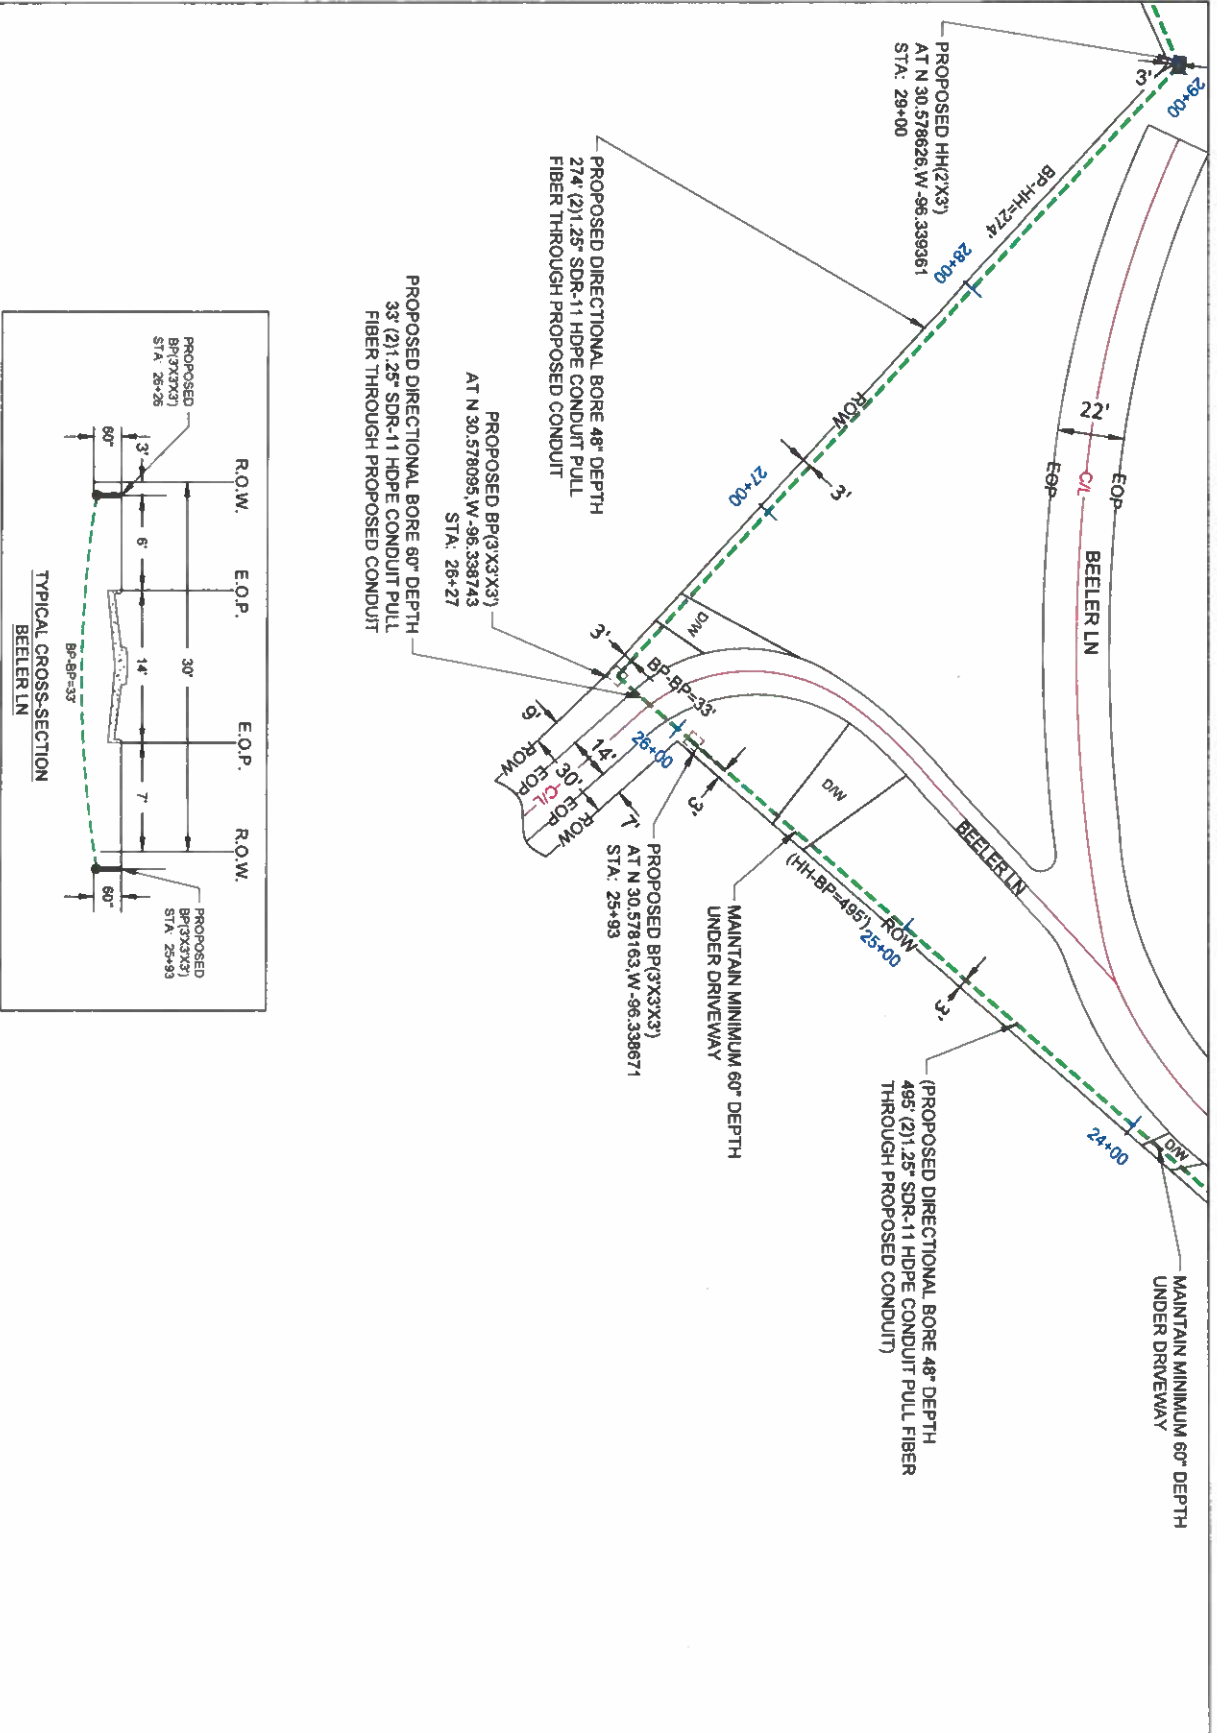 MAINTAIN MINIMUM 60" DEPTH
UNDER DRIVEWAY
D/W
24+00
(PROPOSED DIRECTIONAL BORE 48" DEPTH
495' (2)1.25" SDR-11 HDPE CONDUIT PULL FIBER
THROUGH PROPOSED CONDUIT)
29+00
3'
PROPOSED HH(2'X3')
AT N 30.578626,W -96.339361
STA: 29+00
BP-HH=274'
28+00
22'
EOP
C/L
EOP
BEELER LN
BEELER LN
ROW
3'
27+00
D/W
(HH-BP=495')
ROW
25+00
3'
MAINTAIN MINIMUM 60" DEPTH
UNDER DRIVEWAY
PROPOSED DIRECTIONAL BORE 48" DEPTH
274' (2)1.25" SDR-11 HDPE CONDUIT PULL
FIBER THROUGH PROPOSED CONDUIT
D/W
3'
BP-BP=33'
26+00
3'
PROPOSED BP(3'X3'X3')
AT N 30.578163,W -96.338671
STA: 25+93
PROPOSED BP(3'X3'X3')
AT N 30.578095,W -96.338743
STA: 26+27
9'
14'
30'
7'
ROW
EOP
C/L
EOP
ROW
PROPOSED DIRECTIONAL BORE 60" DEPTH
33' (2)1.25" SDR-11 HDPE CONDUIT PULL
FIBER THROUGH PROPOSED CONDUIT
R.O.W.
E.O.P.
E.O.P.
R.O.W.
30'
PROPOSED
BP(3'X3'X3')
STA: 26+26
3'
6'
14'
7'
PROPOSED
BP(3'X3'X3')
STA: 25+93
60"
60"
BP-BP=33'
TYPICAL CROSS-SECTION
BEELER LN